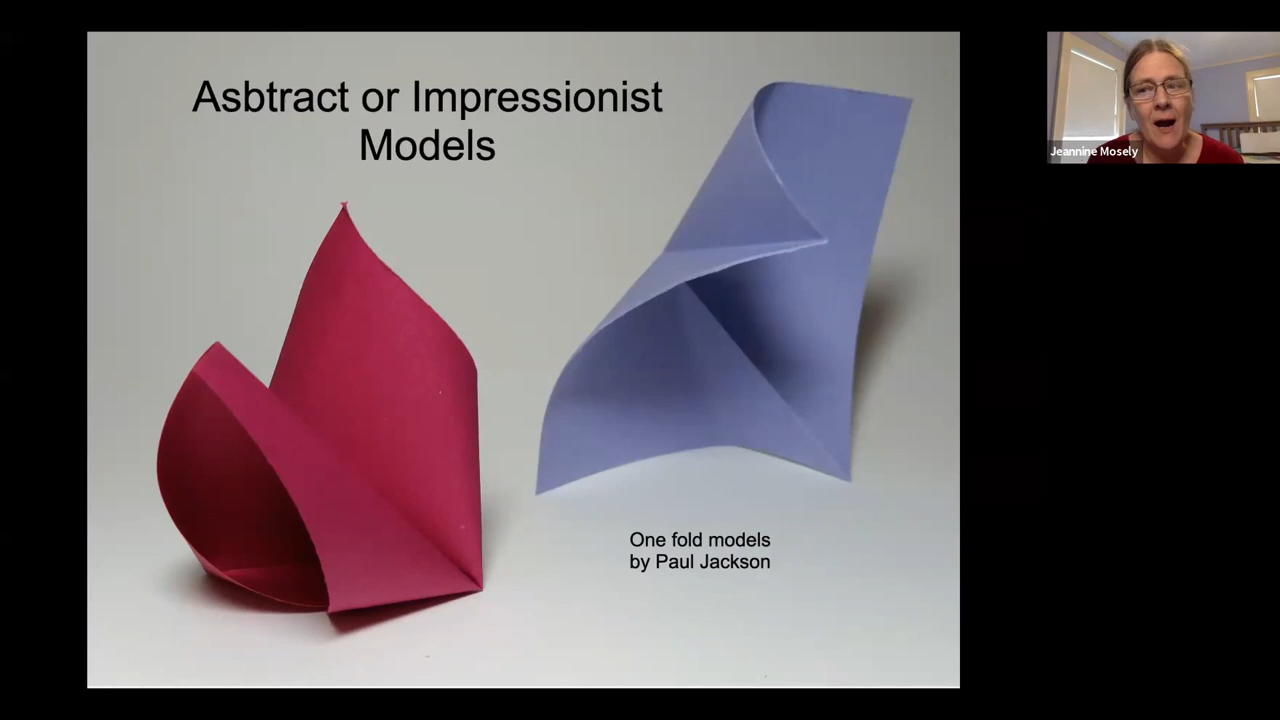 Asbtract or Impressionist
Models
Jeannine Mosely
One fold models
by Paul Jackson